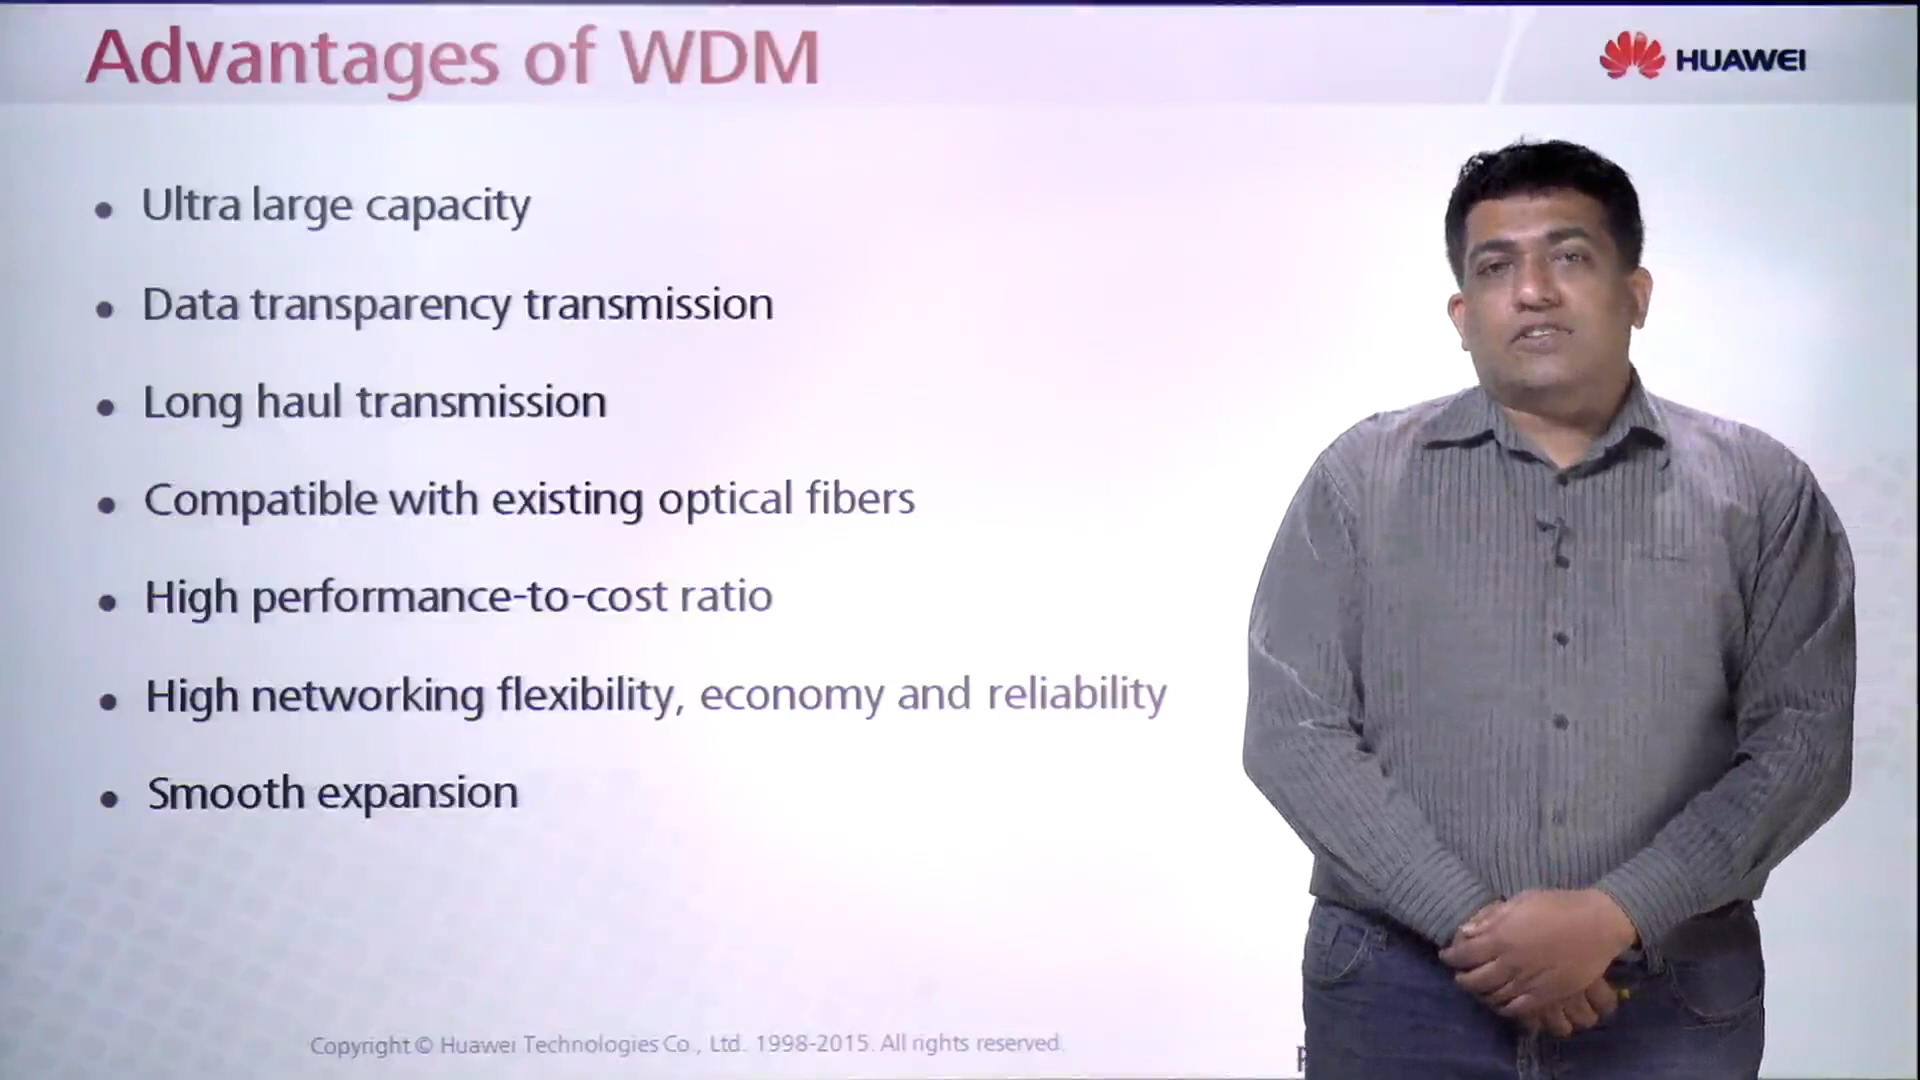 Advantages of WDM
HUAWEI
• Ultra large capacity
• Data transparency transmission
• Long haul transmission
• Compatible with existing optical fibers
• High performance-to-cost ratio
• High networking flexibility, economy and reliability
• Smooth expansion
Copyright © Huawei Technologies Co., Ltd. 1998-2015. All rights reserved.